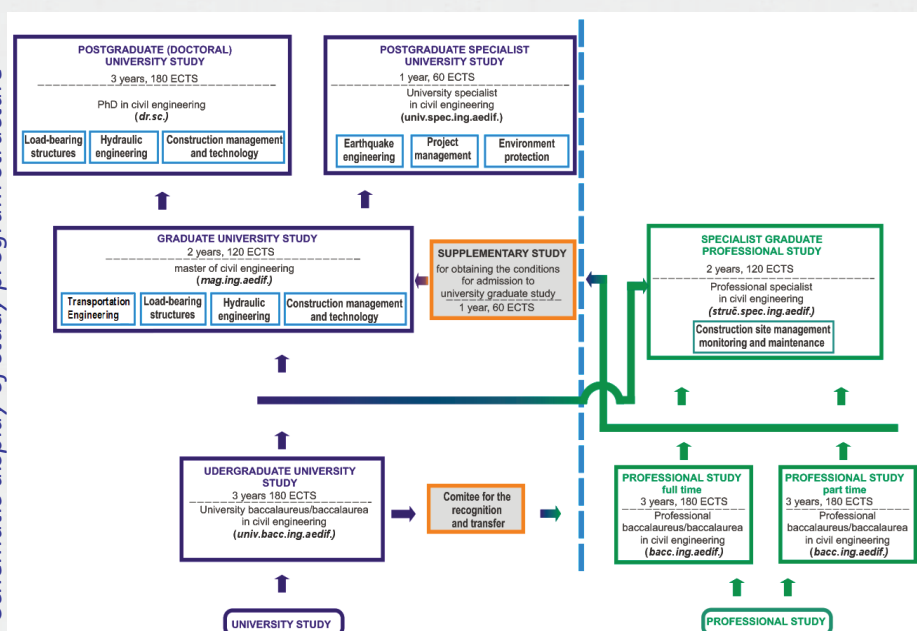 Schematic display of study program structure
POSTGRADUATE (DOCTORAL)
UNIVERSITY STUDY
3 years, 180 ECTS
PhD in civil engineering
(dr.sc.)
Load-bearing
structures
Hydraulic
engineering
Construction management
and technology
POSTGRADUATE SPECIALIST
UNIVERSITY STUDY
1 year, 60 ECTS
University specialist
in civil engineering
(univ.spec.ing.aedif.)
Earthquake
engineering
Project
management
Environment
protection
GRADUATE UNIVERSITY STUDY
2 years, 120 ECTS
master of civil engineering
(mag.ing.aedif.)
Transportation
Engineering
Load-bearing
structures
Hydraulic
engineering
Construction management
and technology
SUPPLEMENTARY STUDY
for obtaining the conditions
for admission to
university graduate study
1 year, 60 ECTS
SPECIALIST GRADUATE
PROFESSIONAL STUDY
2 years, 120 ECTS
Professional specialist
in civil engineering
(struč.spec.ing.aedif.)
Construction site management
monitoring and maintenance
UDERGRADUATE UNIVERSITY
STUDY
3 years 180 ECTS
University baccalaureus/baccalaurea
in civil engineering
(univ.bacc.ing.aedif.)
Comitee for the
recognition
and transfer
PROFESSIONAL STUDY
full time
3 years, 180 ECTS
Professional
baccalaureus/baccalaurea
in civil engineering
(bacc.ing.aedif.)
PROFESSIONAL STUDY
part time
3 years, 180 ECTS
Professional
baccalaureus/baccalaurea
in civil engineering
(bacc.ing.aedif.)
UNIVERSITY STUDY
PROFESSIONAL STUDY